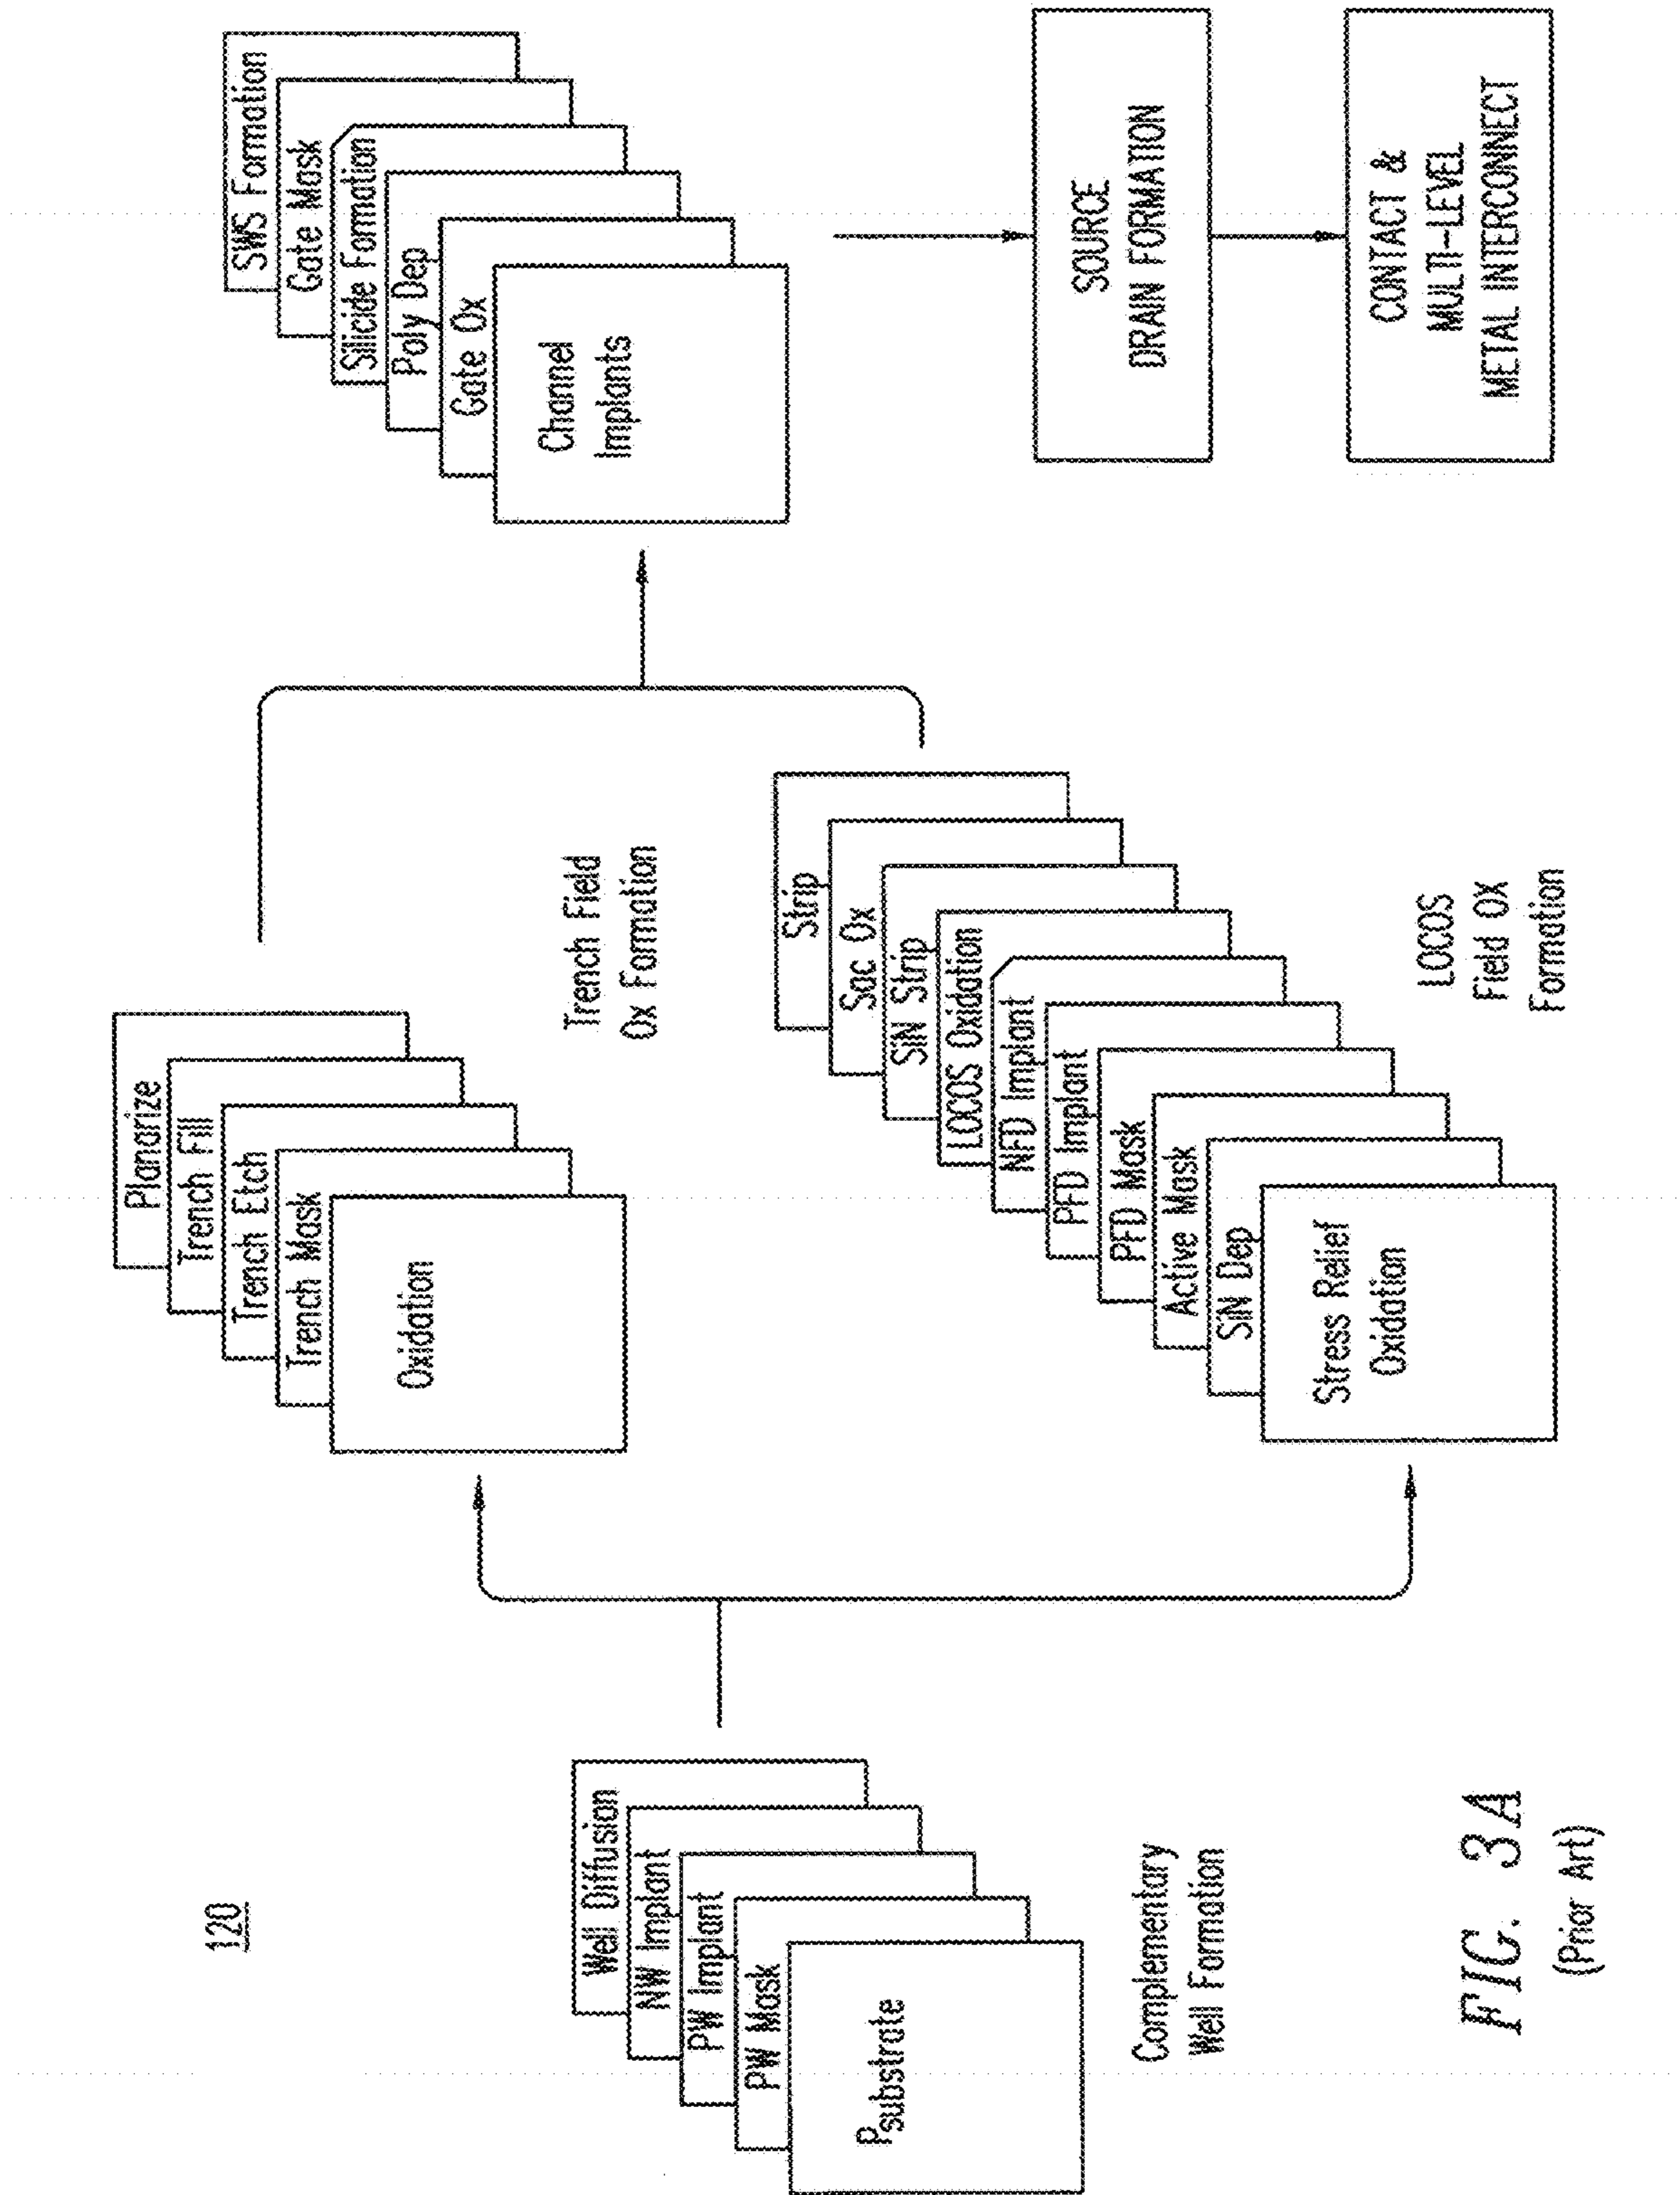 120
Well Diffusion
NW Implant
PW Implant
PW Mask
Psubstrate
Complementary
Well Formation
Planarize
Trench Fill
Trench Etch
Trench Mask
Oxidation
Trench Field
Ox Formation
Strip
Sac Ox
SiN Strip
LOCOS Oxidation
NFD Implant
PFD Implant
PFD Mask
Active Mask
SiN Dep
Stress Relief
Oxidation
LOCOS
Field OX
Formation
SWS Formation
Gate Mask
Silicide Formation
Poly Dep
Gate Ox
Channel
Implants
SOURCE
DRAIN FORMATION
CONTACT &
MULTI-LEVEL
METAL INTERCONNECT
FIG. 3A
(Prior Art)